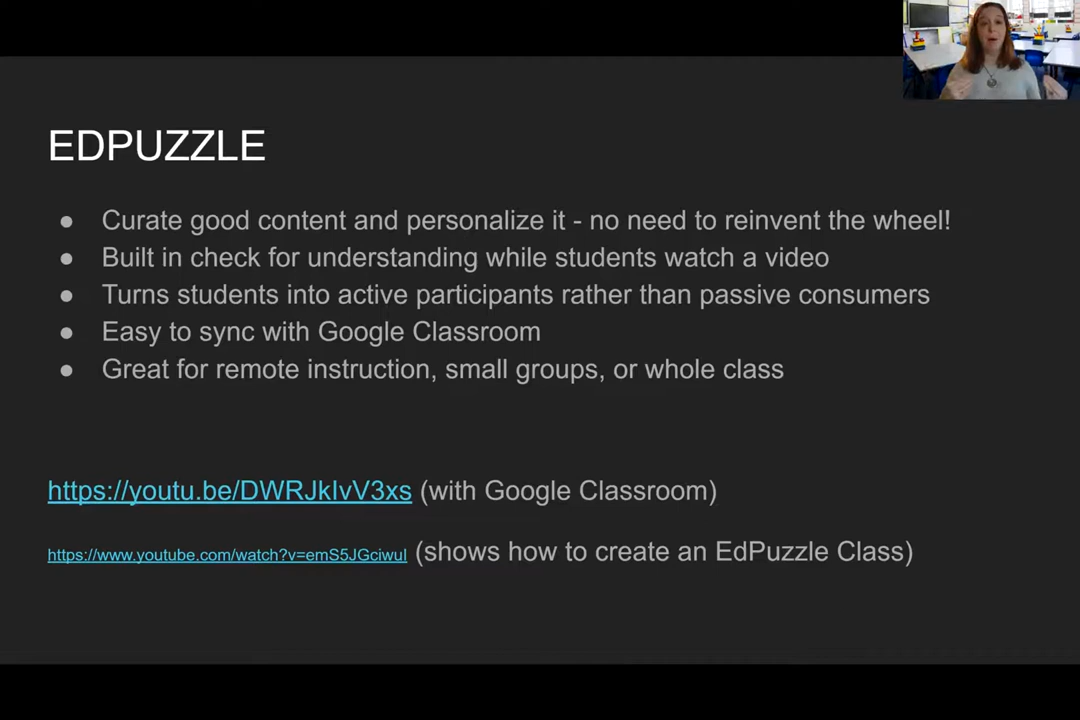 EDPUZZLE
● Curate good content and personalize it - no need to reinvent the wheel!
● Built in check for understanding while students watch a video
● Turns students into active participants rather than passive consumers
● Easy to sync with Google Classroom
● Great for remote instruction, small groups, or whole class
https://youtu.be/DWRJkIvV3xs (with Google Classroom)
https://www.youtube.com/watch?v=emS5JGciwuI (shows how to create an EdPuzzle Class)